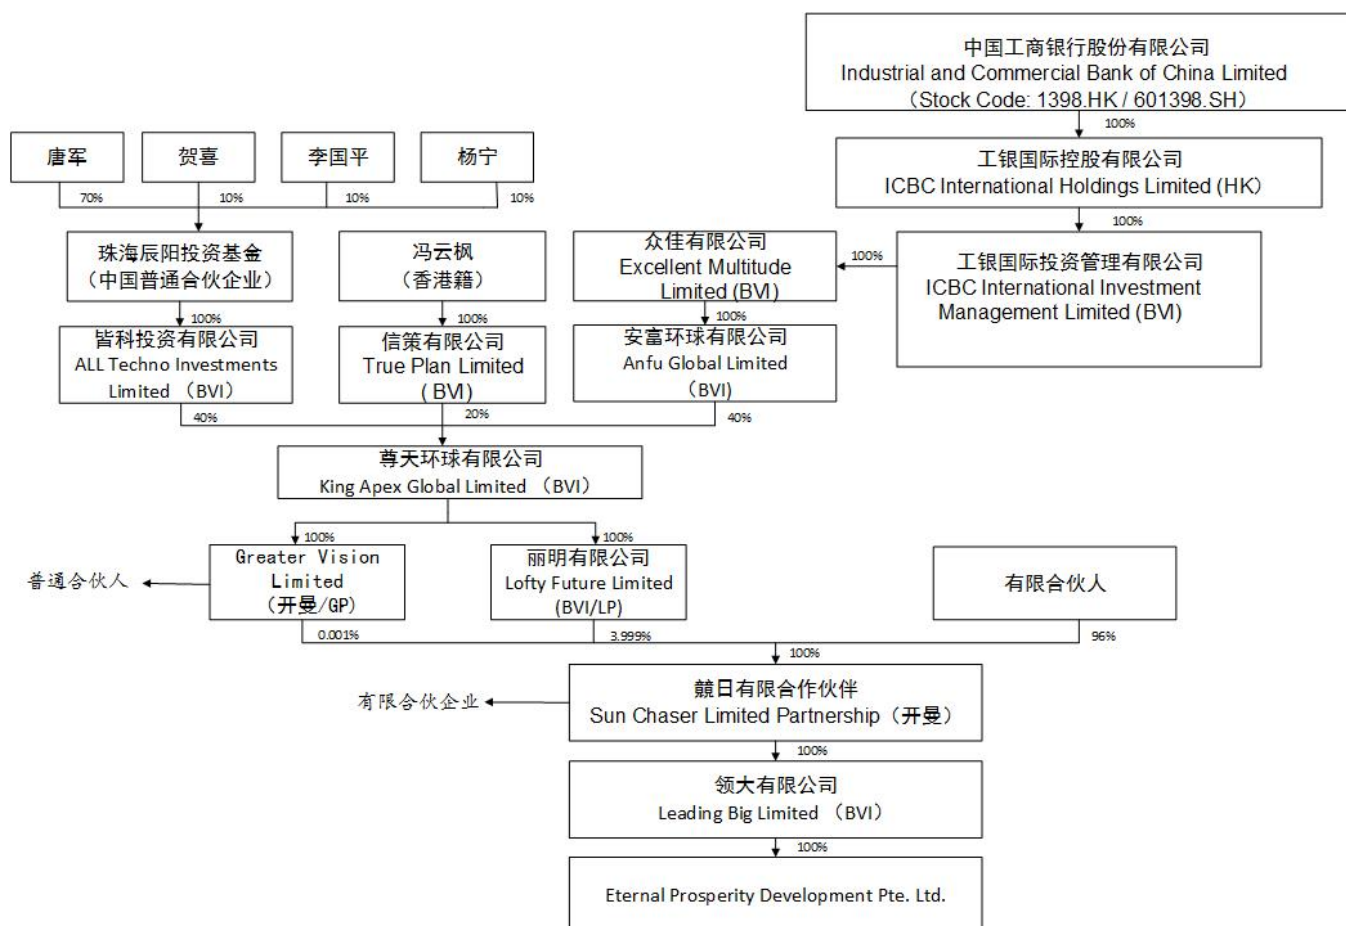 中国工商银行股份有限公司
Industrial and Commercial Bank of China Limited
（Stock Code: 1398.HK / 601398.SH）
100%
唐军
贺喜
李国平
杨宁
工银国际控股有限公司
ICBC International Holdings Limited (HK）
70%
10%
10%
10%
100%
珠海辰阳投资基金
（中国普通合伙企业）
冯云枫
（香港籍）
众佳有限公司
Excellent Multitude
Limited (BVI)
100%
工银国际投资管理有限公司
ICBC International Investment
Management Limited (BVI)
100%
100%
100%
皆科投资有限公司
ALL Techno Investments
Limited （BVI）
信策有限公司
True Plan Limited
(BVI)
安富环球有限公司
Anfu Global Limited
（BVI)
40%
20%
40%
尊天环球有限公司
King Apex Global Limited （BVI）
100%
100%
普通合伙人
Greater Vision
Limited
（开曼/GP)
丽明有限公司
Lofty Future Limited
(BVI/LP)
有限合伙人
0.001%
3.999%
96%
100%
有限合伙企业
競日有限合作伙伴
Sun Chaser Limited Partnership（开曼）
100%
领大有限公司
Leading Big Limited （BVI）
100%
Eternal Prosperity Development Pte. Ltd.